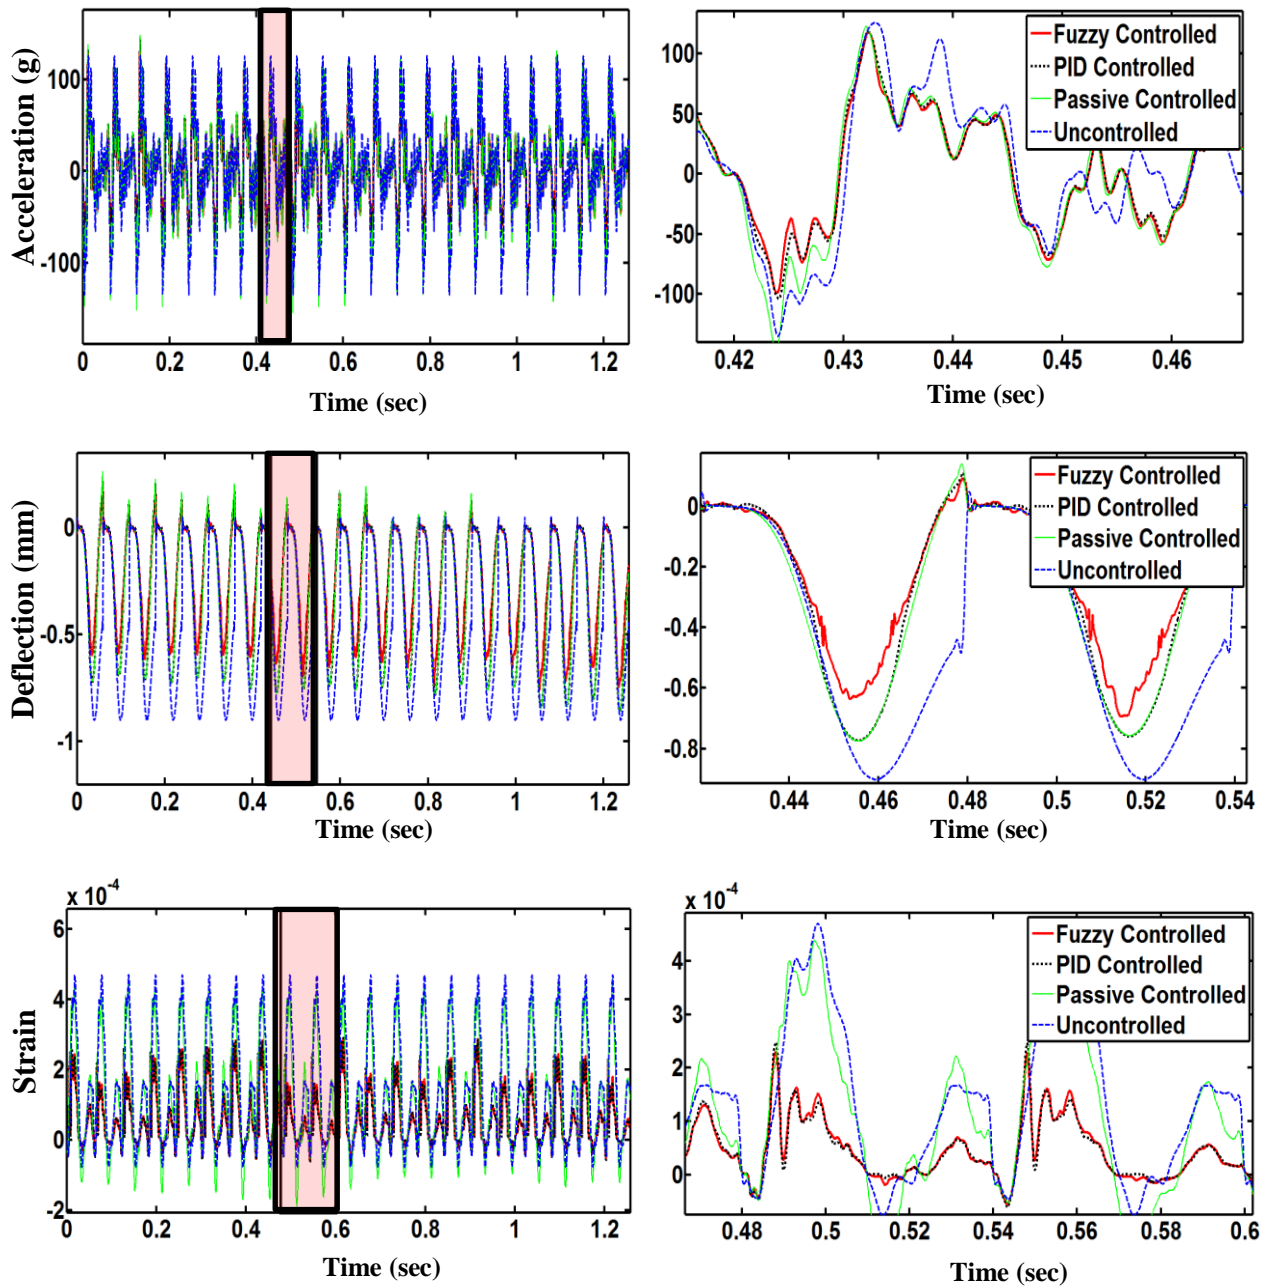 Acceleration (g)
100
0
-100
0
0.2
0.4
0.6
0.8
1
1.2
Time (sec)
100
50
0
-50
-100
0.42
0.43
0.44
0.45
0.46
Time (sec)
Fuzzy Controlled
PID Controlled
Passive Controlled
Uncontrolled
Deflection (mm)
0
-0.5
-1
0
0.2
0.4
0.6
0.8
1
1.2
Time (sec)
0
-0.2
-0.4
-0.6
-0.8
0.44
0.46
0.48
0.5
0.52
0.54
Time (sec)
Fuzzy Controlled
PID Controlled
Passive Controlled
Uncontrolled
Strain
x 10⁻⁴
6
4
2
0
-2
0
0.2
0.4
0.6
0.8
1
1.2
Time (sec)
x 10⁻⁴
4
3
2
1
0
0.48
0.5
0.52
0.54
0.56
0.58
0.6
Time (sec)
Fuzzy Controlled
PID Controlled
Passive Controlled
Uncontrolled